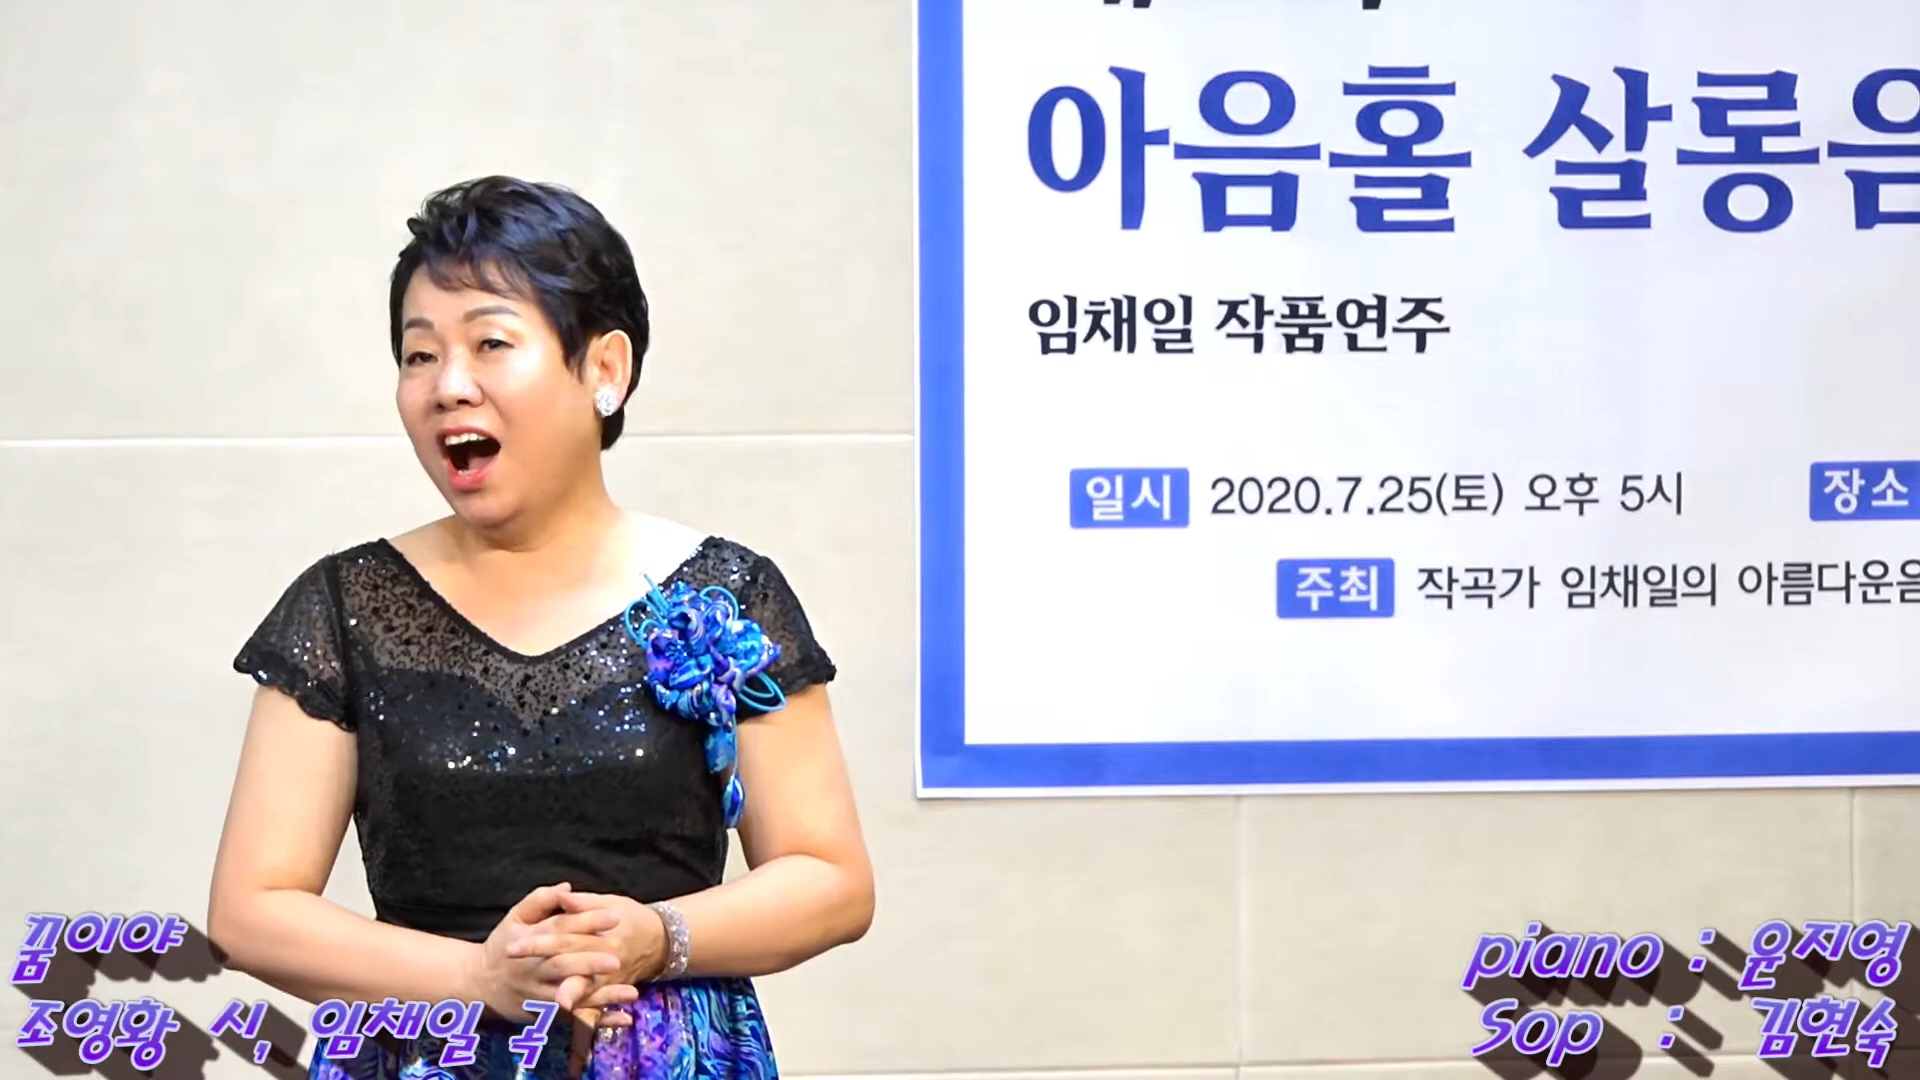 아음홀 살롱음
임채일 작품연주
일시 2020.7.25(토) 오후 5시 장소
주최 작곡가 임채일의 아름다운음
꿈이야
조영황 시, 임채일 곡
piano : 윤지영
Sop : 김현숙